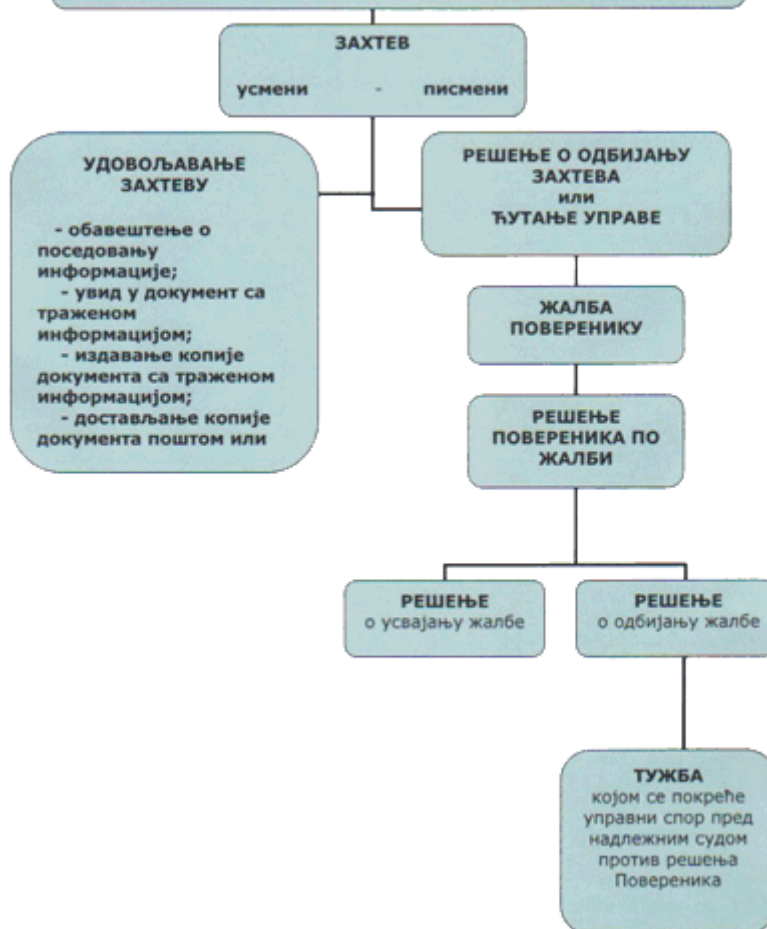 ЗАХТЕВ
усмени - писмени
УДОВОЉАВАЊЕ
ЗАХТЕВУ
- обавештење о
поседовању
информације;
- увид у документ са
траженом
информацијом;
- издавање копије
документа са траженом
информацијом;
- достављање копије
документа поштом или
РЕШЕЊЕ О ОДБИЈАЊУ
ЗАХТЕВА
или
ЋУТАЊЕ УПРАВЕ
ЖАЛБА
ПОВЕРЕНИКУ
РЕШЕЊЕ
ПОВЕРЕНИКА ПО
ЖАЛБИ
РЕШЕЊЕ
о усвајању жалбе
РЕШЕЊЕ
о одбијању жалбе
ТУЖБА
којом се покреће
управни спор пред
надлежним судом
против решења
Повереника